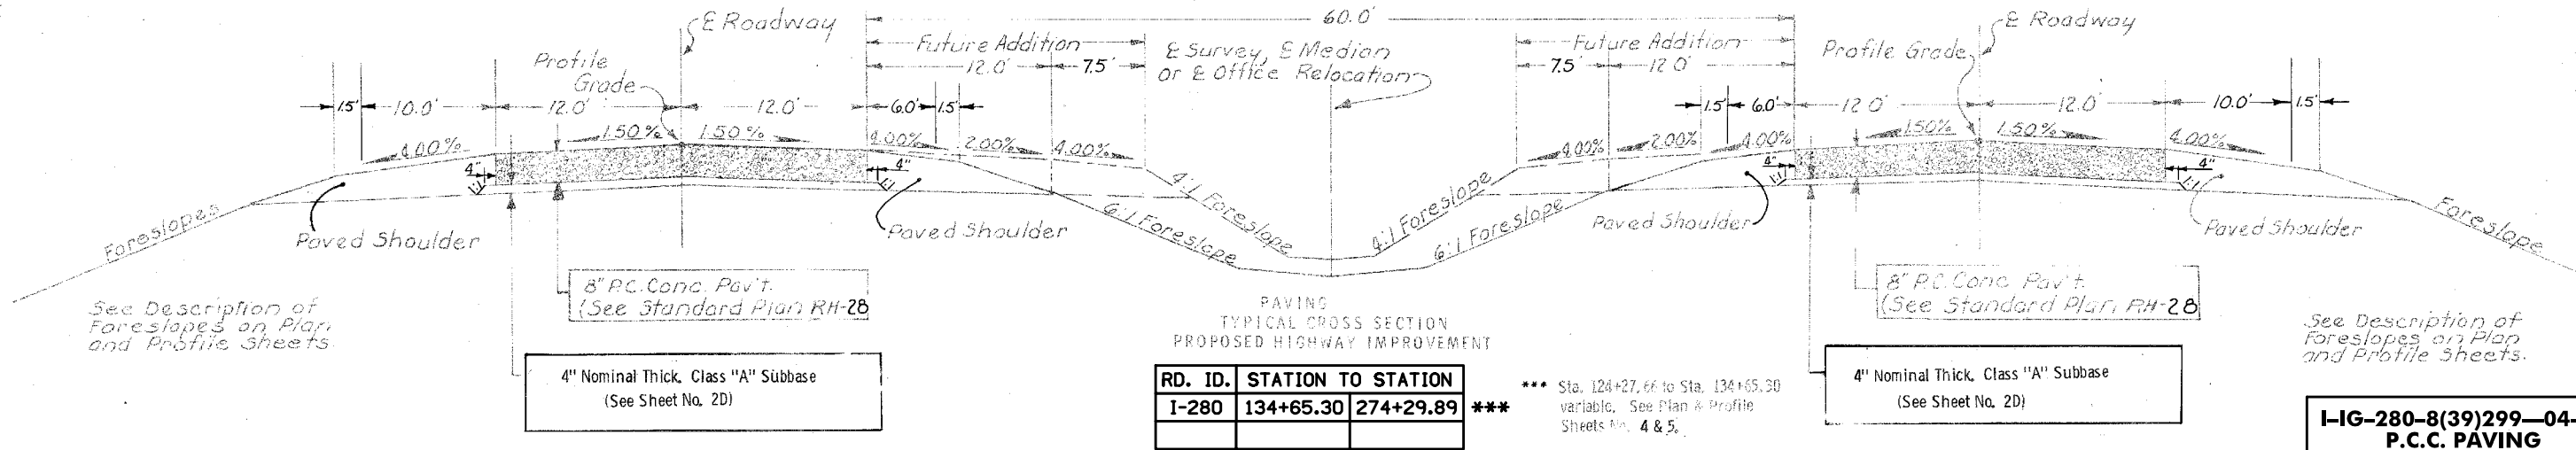 60.0'
℄ Roadway
℄ Roadway
Future Addition
℄ Survey, ℄ Median
or ℄ Office Relocation
Future Addition
Profile
Grade
Profile Grade
12.0'
7.5'
7.5'
12.0'
1.5'
10.0'
12.0'
12.0'
6.0'
1.5'
1.5'
6.0'
12.0'
12.0'
10.0'
1.5'
4.00%
1.50%
1.50%
4.00%
2.00%
4.00%
4.00%
2.00%
4.00%
1.50%
1.50%
4.00%
4"
4"
4"
4"
1:1
1:1
1:1
1:1
Foreslopes
Paved Shoulder
Paved Shoulder
6:1 Foreslope
4:1 Foreslope
4:1 Foreslope
6:1 Foreslope
Paved Shoulder
Paved Shoulder
Foreslope
8" P.C. Conc. Pav't.
(See Standard Plan RH-28
8" P.C. Conc. Pav't.
(See Standard Plan RH-28
See Description of
Foreslopes on Plan
and Profile Sheets.
PAVING
TYPICAL CROSS SECTION
PROPOSED HIGHWAY IMPROVEMENT
See Description of
Foreslopes on Plan
and Profile Sheets.
4" Nominal Thick. Class "A" Subbase
(See Sheet No. 2D)
RD. ID. STATION TO STATION
I-280 134+65.30 274+29.89 ***
*** Sta. 124+27.66 to Sta. 134+65.30
variable. See Plan & Profile
Sheets No. 4 & 5.
4" Nominal Thick. Class "A" Subbase
(See Sheet No. 2D)
I-IG-280-8(39)299—04-
P.C.C. PAVING